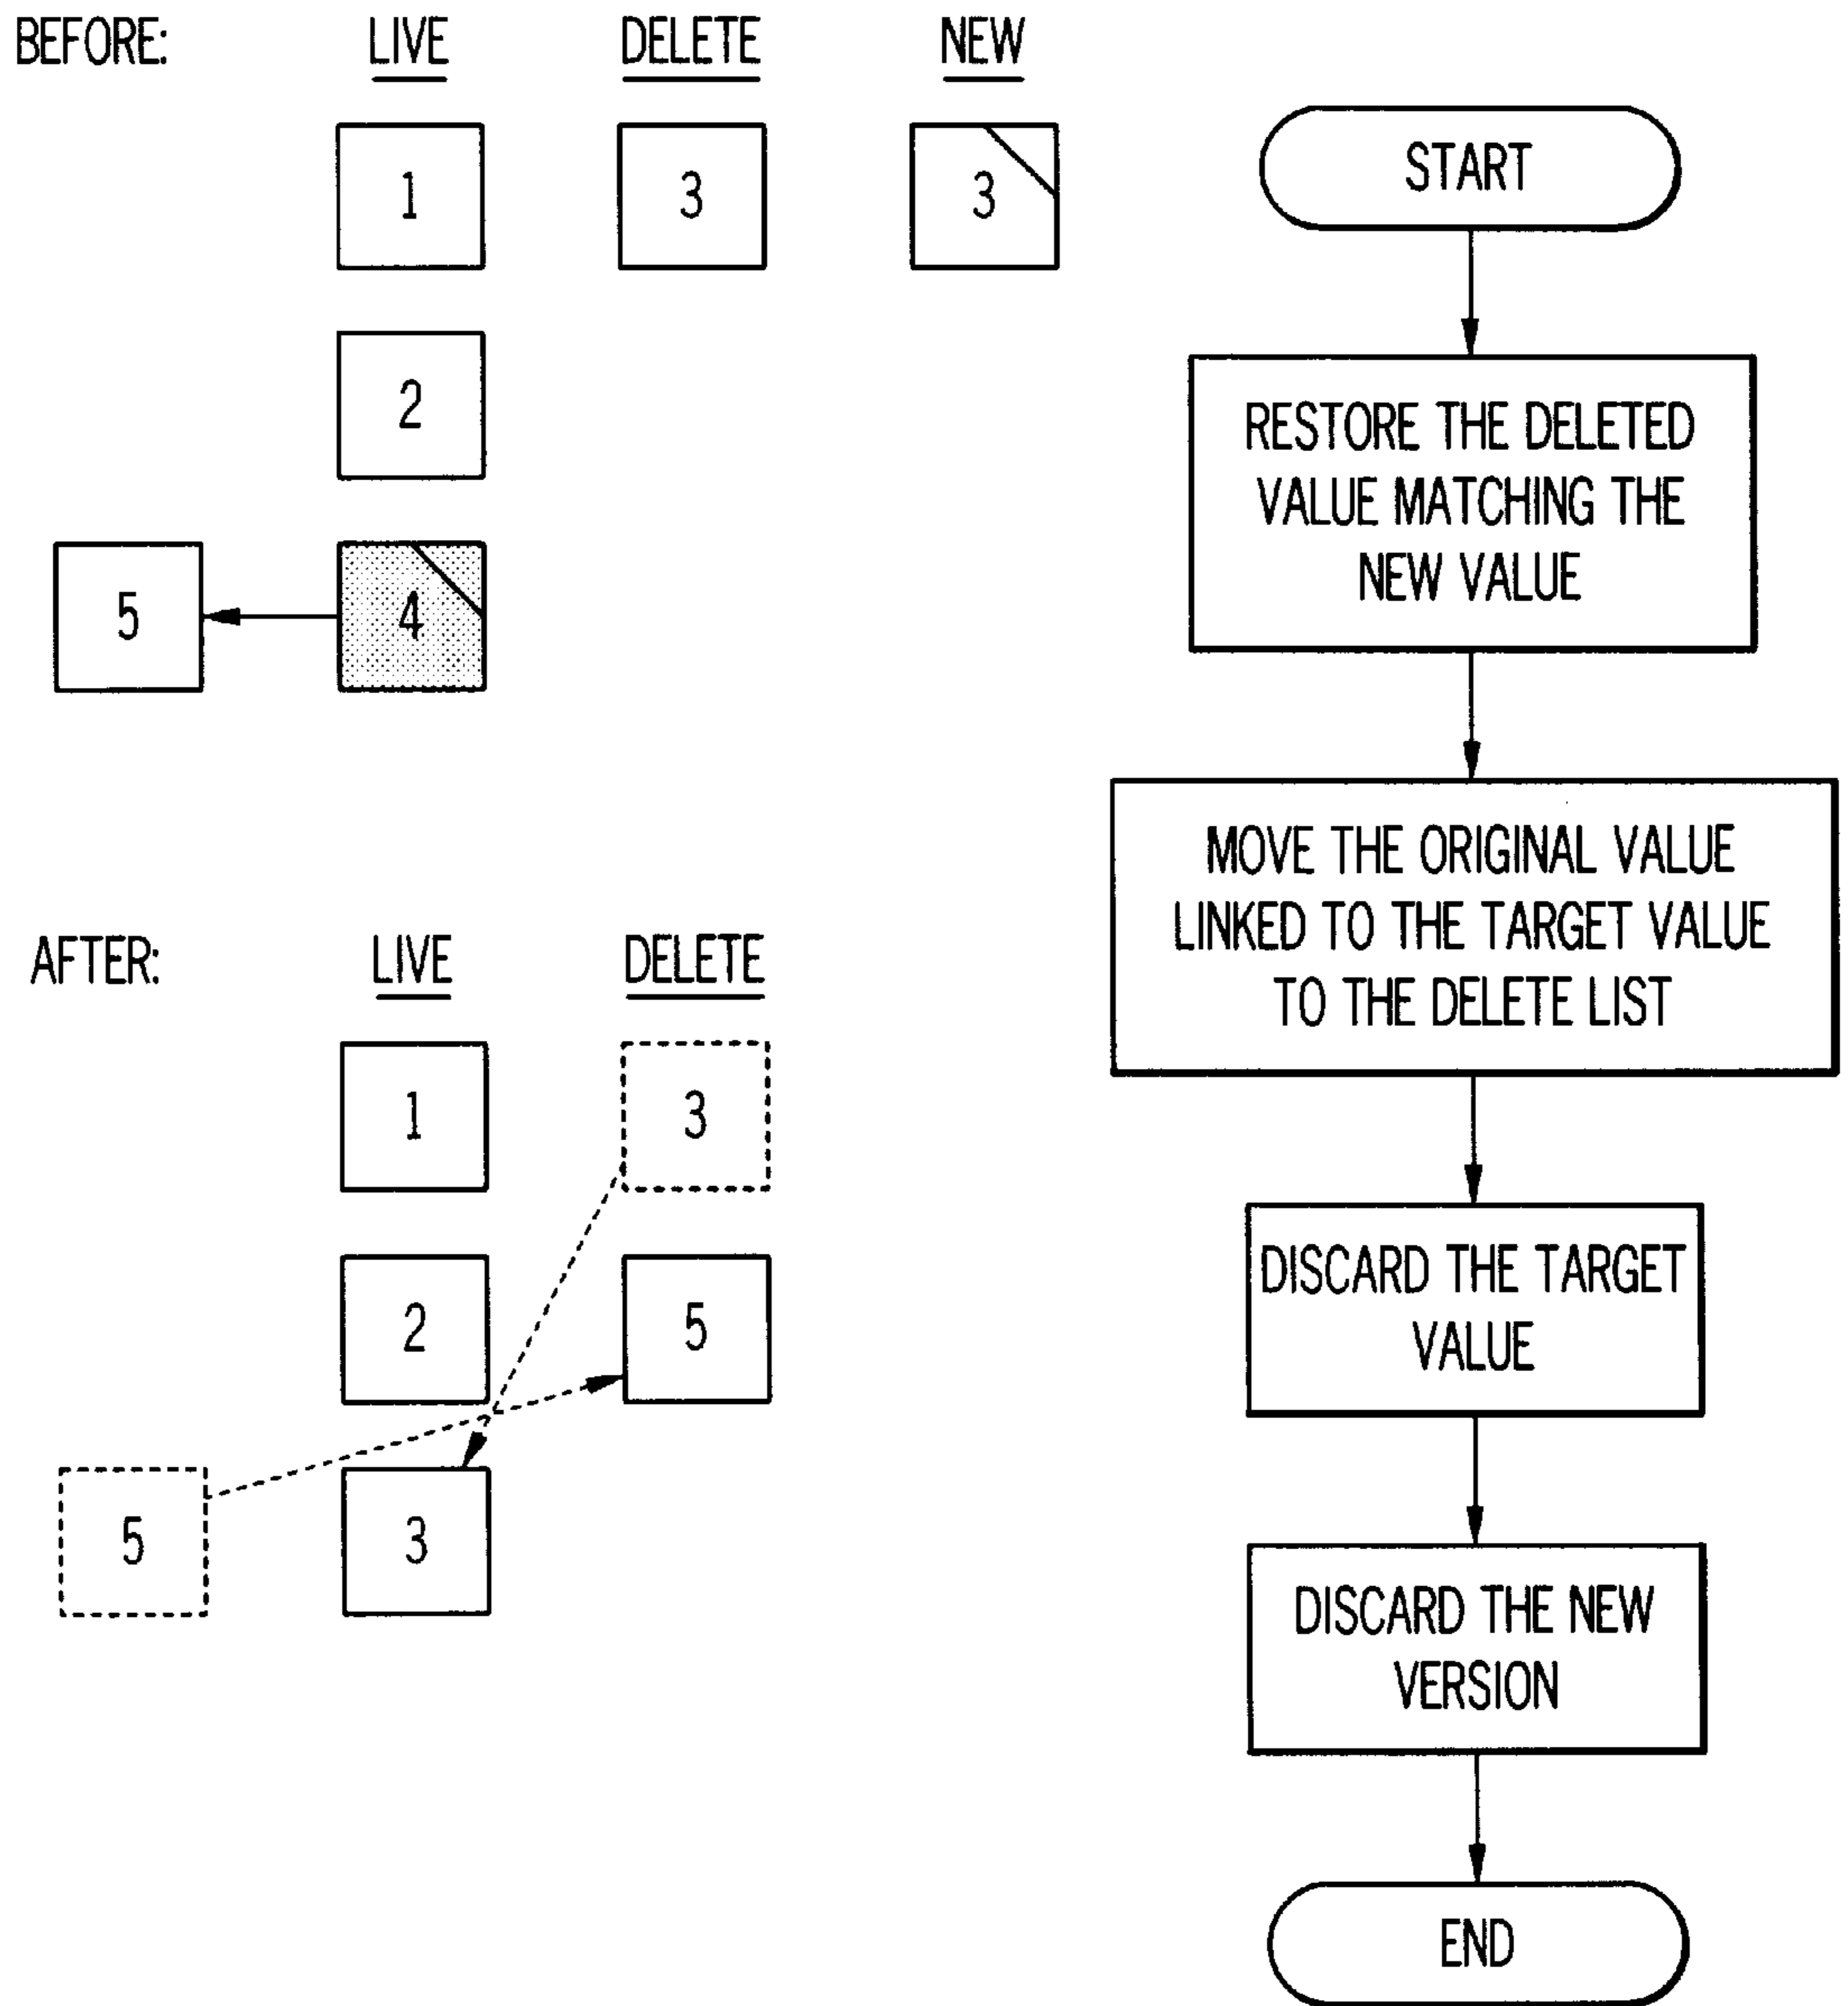 BEFORE:
LIVE
DELETE
NEW
1
3
3
2
5
4
AFTER:
LIVE
DELETE
1
3
2
5
5
3
START
RESTORE THE DELETED
VALUE MATCHING THE
NEW VALUE
MOVE THE ORIGINAL VALUE
LINKED TO THE TARGET VALUE
TO THE DELETE LIST
DISCARD THE TARGET
VALUE
DISCARD THE NEW
VERSION
END